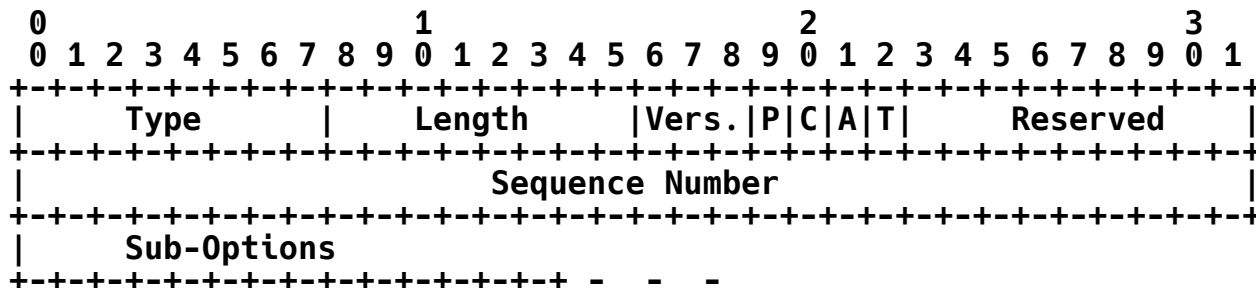 0                   1                   2                   3
 0 1 2 3 4 5 6 7 8 9 0 1 2 3 4 5 6 7 8 9 0 1 2 3 4 5 6 7 8 9 0 1
+-+-+-+-+-+-+-+-+-+-+-+-+-+-+-+-+-+-+-+-+-+-+-+-+-+-+-+-+-+-+-+-+
|     Type      |    Length     |Vers.|P|C|A|T|     Reserved    |
+-+-+-+-+-+-+-+-+-+-+-+-+-+-+-+-+-+-+-+-+-+-+-+-+-+-+-+-+-+-+-+-+
|                        Sequence Number                        |
+-+-+-+-+-+-+-+-+-+-+-+-+-+-+-+-+-+-+-+-+-+-+-+-+-+-+-+-+-+-+-+-+
|     Sub-Options
+-+-+-+-+-+-+-+-+-+-+-+-+-+-+ -  -  -